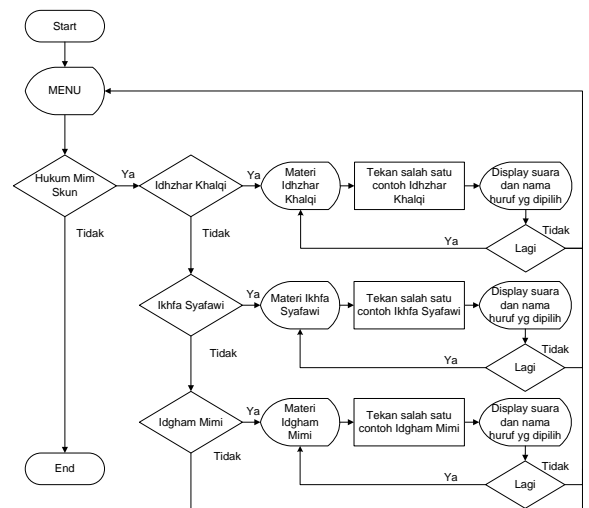 Start
MENU
Hukum Mim
Skun
Ya
Tidak
Idhzhar Khalqi
Ya
Tidak
Materi
Idhzhar
Khalqi
Tekan salah satu
contoh Idhzhar
Khalqi
Display suara
dan nama
huruf yg dipilih
Tidak
Ya
Lagi
Ikhfa
Syafawi
Ya
Tidak
Materi Ikhfa
Syafawi
Tekan salah satu
contoh Ikhfa Syafawi
Display suara
dan nama
huruf yg dipilih
Tidak
Ya
Lagi
Idgham Mimi
Ya
Tidak
Materi
Idgham
Mimi
Tekan salah satu
contoh Idgham Mimi
Display suara
dan nama
huruf yg dipilih
Tidak
Ya
Lagi
End